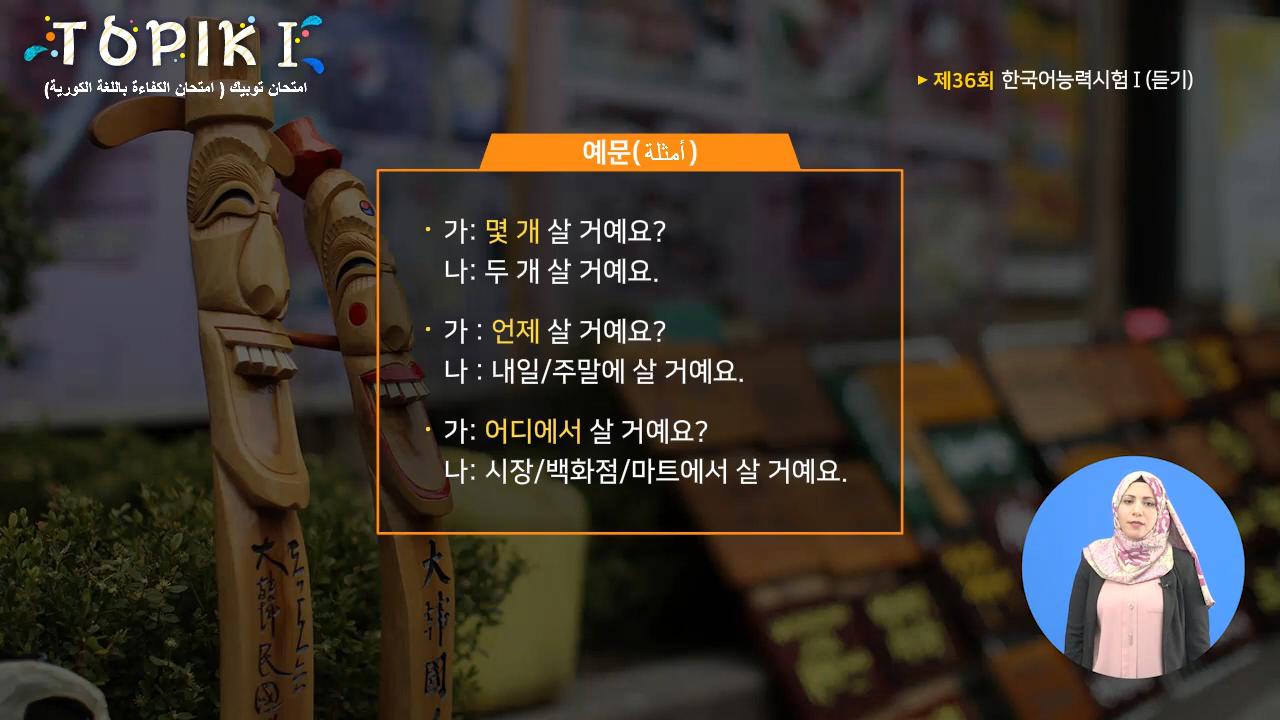 TOPIK I
امتحان توبيك ( امتحان الكفاءة باللغة الكورية)
▶ 제36회 한국어능력시험 I (듣기)
예문(أمثلة)
· 가: 몇 개 살 거예요?
나: 두 개 살 거예요.
· 가 : 언제 살 거예요?
나 : 내일/주말에 살 거예요.
· 가: 어디에서 살 거예요?
나: 시장/백화점/마트에서 살 거예요.
大韓民國
大韓國